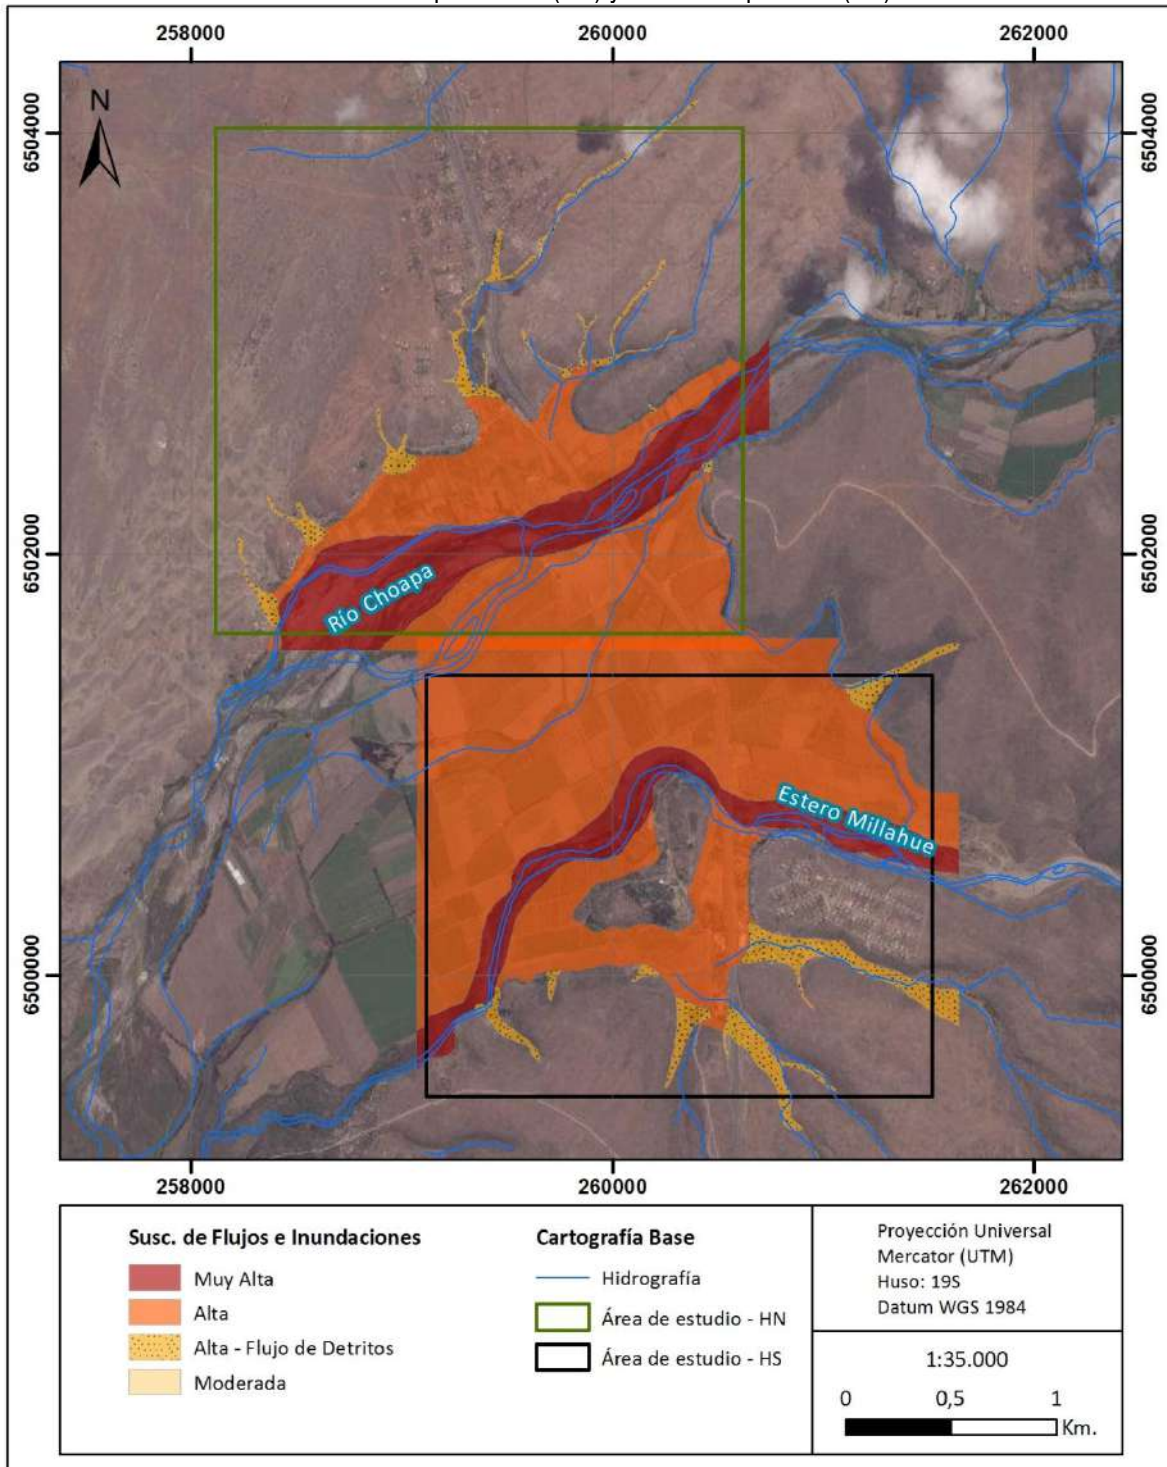 258000
260000
262000
6504000
6504000
N
6502000
6502000
Río Choapa
Estero Millahue
6500000
6500000
258000
260000
262000
Susc. de Flujos e Inundaciones
Muy Alta
Alta
Alta - Flujo de Detritos
Moderada
Cartografía Base
Hidrografía
Área de estudio - HN
Área de estudio - HS
Proyección Universal
Mercator (UTM)
Huso: 19S
Datum WGS 1984
1:35.000
0 0,5 1
Km.